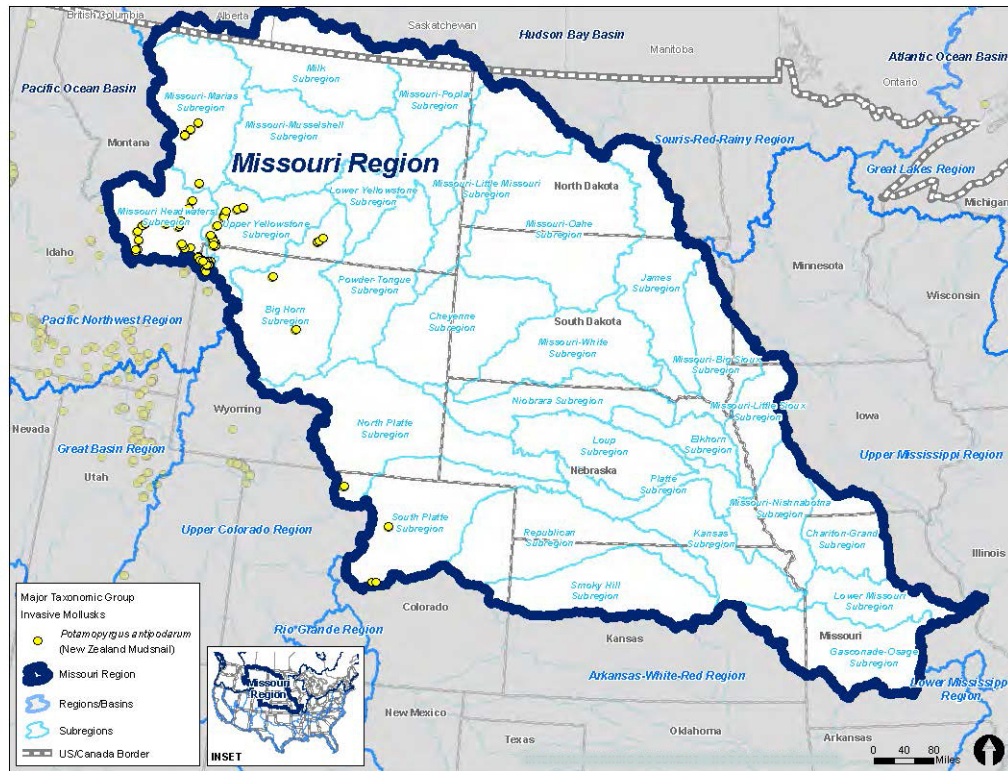 British Columbia
Alberta
Saskatchewan
Hudson Bay Basin
Manitoba
Atlantic Ocean Basin
Ontario
Pacific Ocean Basin
Milk
Subregion
Missouri-Marias
Subregion
Missouri-Poplar
Subregion
Missouri-Musselshell
Subregion
Montana
Souris-Red-Rainy Region
Missouri Region
Great Lakes Region
Michigan
Lower Yellowstone
Subregion
Missouri-Little Missouri
Subregion
North Dakota
Missouri Headwaters
Subregion
Upper Yellowstone
Subregion
Missouri-Oahe
Subregion
Idaho
Minnesota
Powder-Tongue
Subregion
James
Subregion
Wisconsin
Big Horn
Subregion
Cheyenne
Subregion
Pacific Northwest Region
South Dakota
Missouri-White
Subregion
Missouri-Big Sioux
Subregion
Wyoming
Niobrara Subregion
Missouri-Little Sioux
Subregion
Iowa
Nevada
Great Basin Region
North Platte
Subregion
Loup
Subregion
Elkhorn
Subregion
Upper Mississippi Region
Utah
Nebraska
Platte
Subregion
Missouri-Nishnabotna
Subregion
Upper Colorado Region
South Platte
Subregion
Republican
Subregion
Kansas
Subregion
Chariton-Grand
Subregion
Illinois
Smoky Hill
Subregion
Lower Missouri
Subregion
Colorado
Rio Grande Region
Kansas
Missouri
Gasconade-Osage
Subregion
Arkansas-White-Red Region
Lower Mississippi
Region
New Mexico
Texas
Oklahoma
Arkansas
Major Taxonomic Group
Invasive Mollusks
Potamopyrgus antipodarum
(New Zealand Mudsnail)
Missouri Region
Regions/Basins
Subregions
US/Canada Border
Missouri
Region
INSET
0 40 80
Miles